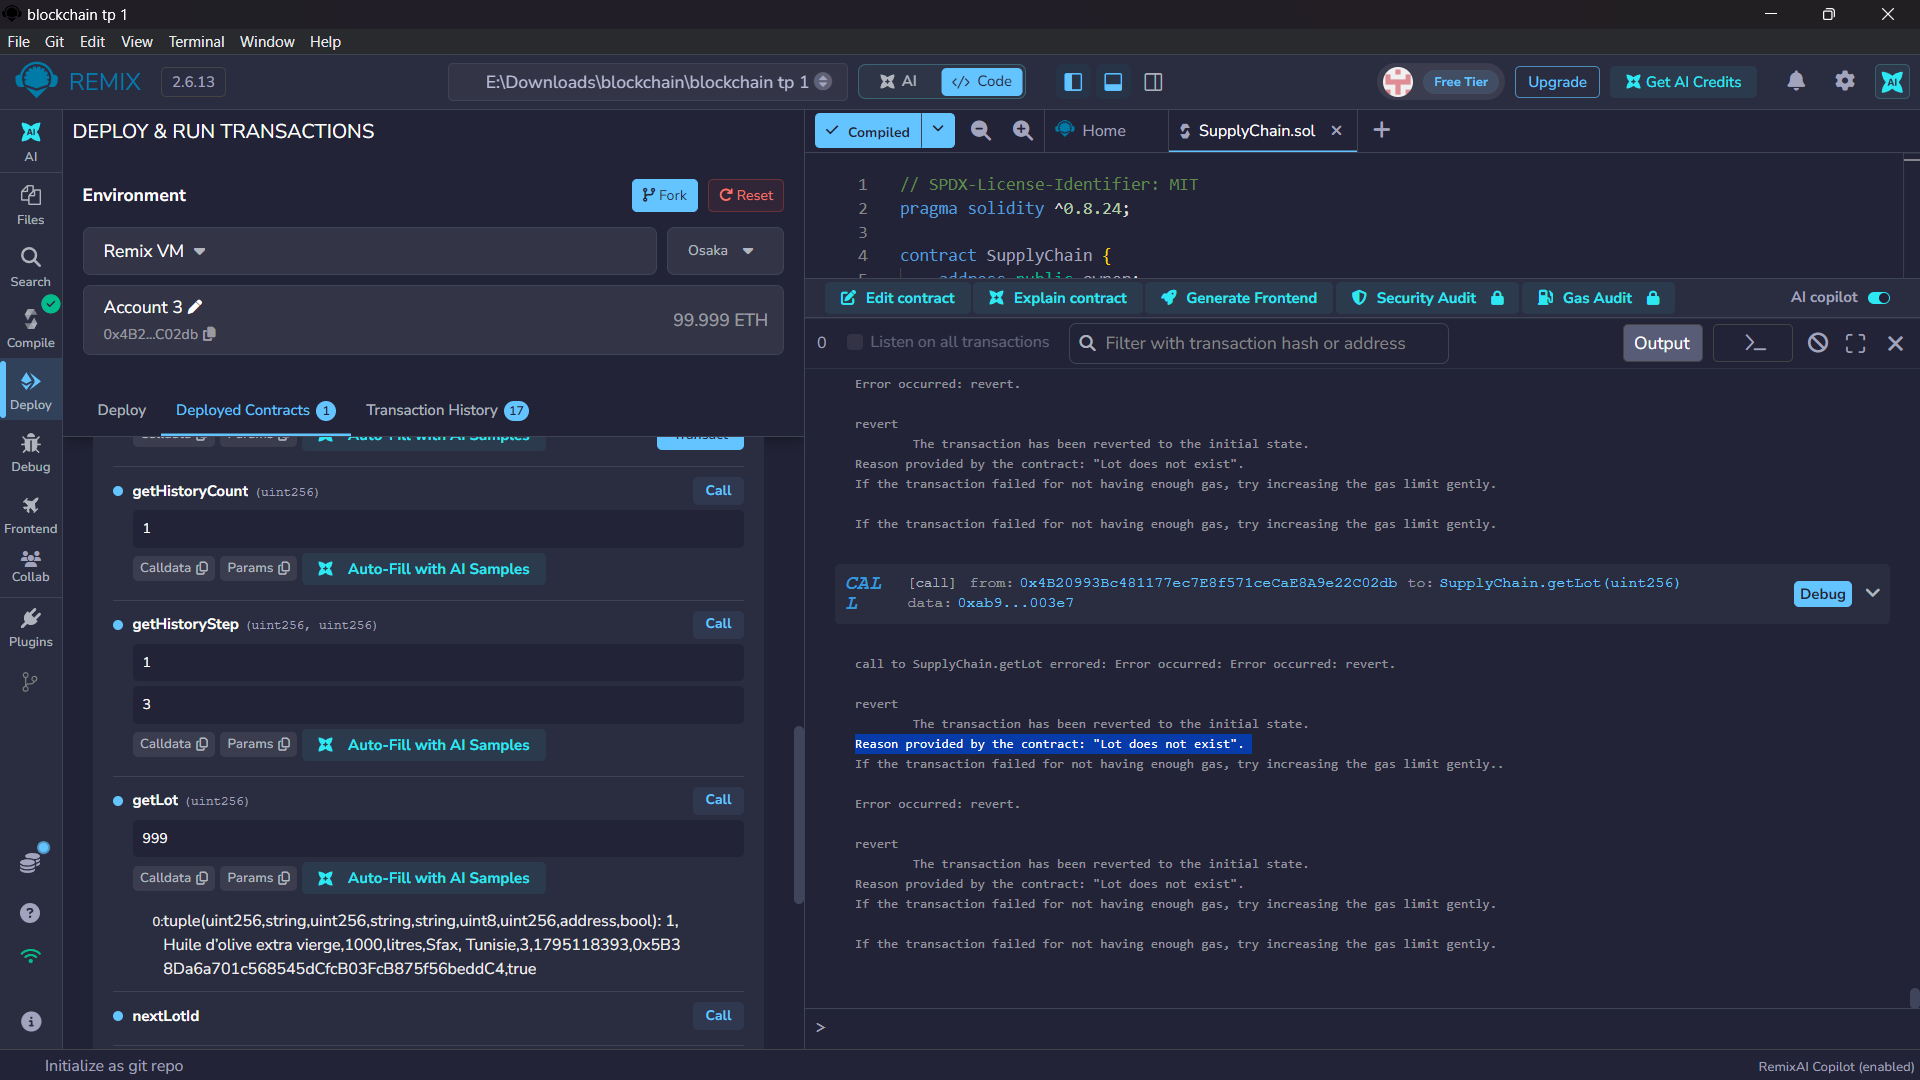 blockchain tp 1
File Git Edit View Terminal Window Help
REMIX 2.6.13 E:\Downloads\blockchain\blockchain tp 1 AI </> Code Free Tier Upgrade Get AI Credits AI
AI
Files
Search
Compile
Deploy
Debug
Frontend
Collab
Plugins
DEPLOY & RUN TRANSACTIONS
Environment Fork Reset
Remix VM Osaka
Account 3
0x4B2...C02db
99.999 ETH
Deploy Deployed Contracts 1 Transaction History 17
Calldata Params Auto-Fill with AI Samples Transact
getHistoryCount (uint256) Call
1
Calldata Params Auto-Fill with AI Samples
getHistoryStep (uint256, uint256) Call
1
3
Calldata Params Auto-Fill with AI Samples
getLot (uint256) Call
999
Calldata Params Auto-Fill with AI Samples
0:tuple(uint256,string,uint256,string,string,uint8,uint256,address,bool): 1,
Huile d'olive extra vierge,1000,litres,Sfax, Tunisie,3,1795118393,0x5B3
8Da6a701c568545dCfcB03FcB875f56beddC4,true
nextLotId Call
Compiled Home SupplyChain.sol
1 // SPDX-License-Identifier: MIT
2 pragma solidity ^0.8.24;
3
4 contract SupplyChain {
5 address public owner;
Edit contract Explain contract Generate Frontend Security Audit Gas Audit AI copilot
0 Listen on all transactions Filter with transaction hash or address Output >_
Error occurred: revert.
revert
The transaction has been reverted to the initial state.
Reason provided by the contract: "Lot does not exist".
If the transaction failed for not having enough gas, try increasing the gas limit gently.
If the transaction failed for not having enough gas, try increasing the gas limit gently.
CALL
[call] from: 0x4B20993Bc481177ec7E8f571ceCaE8A9e22C02db to: SupplyChain.getLot(uint256)
data: 0xab9...003e7
Debug
call to SupplyChain.getLot errored: Error occurred: Error occurred: revert.
revert
The transaction has been reverted to the initial state.
Reason provided by the contract: "Lot does not exist".
If the transaction failed for not having enough gas, try increasing the gas limit gently..
Error occurred: revert.
revert
The transaction has been reverted to the initial state.
Reason provided by the contract: "Lot does not exist".
If the transaction failed for not having enough gas, try increasing the gas limit gently.
If the transaction failed for not having enough gas, try increasing the gas limit gently.
>
Initialize as git repo
RemixAI Copilot (enabled)